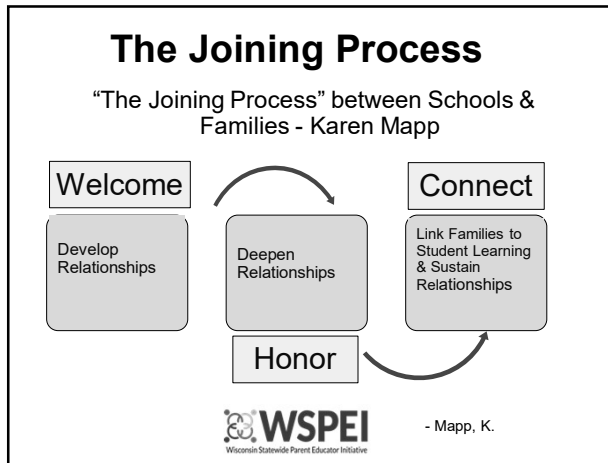 The Joining Process
“The Joining Process” between Schools &
Families - Karen Mapp
Welcome
Develop
Relationships
Deepen
Relationships
Honor
Connect
Link Families to
Student Learning
& Sustain
Relationships
WSPEI
Wisconsin Statewide Parent Educator Initiative
- Mapp, K.